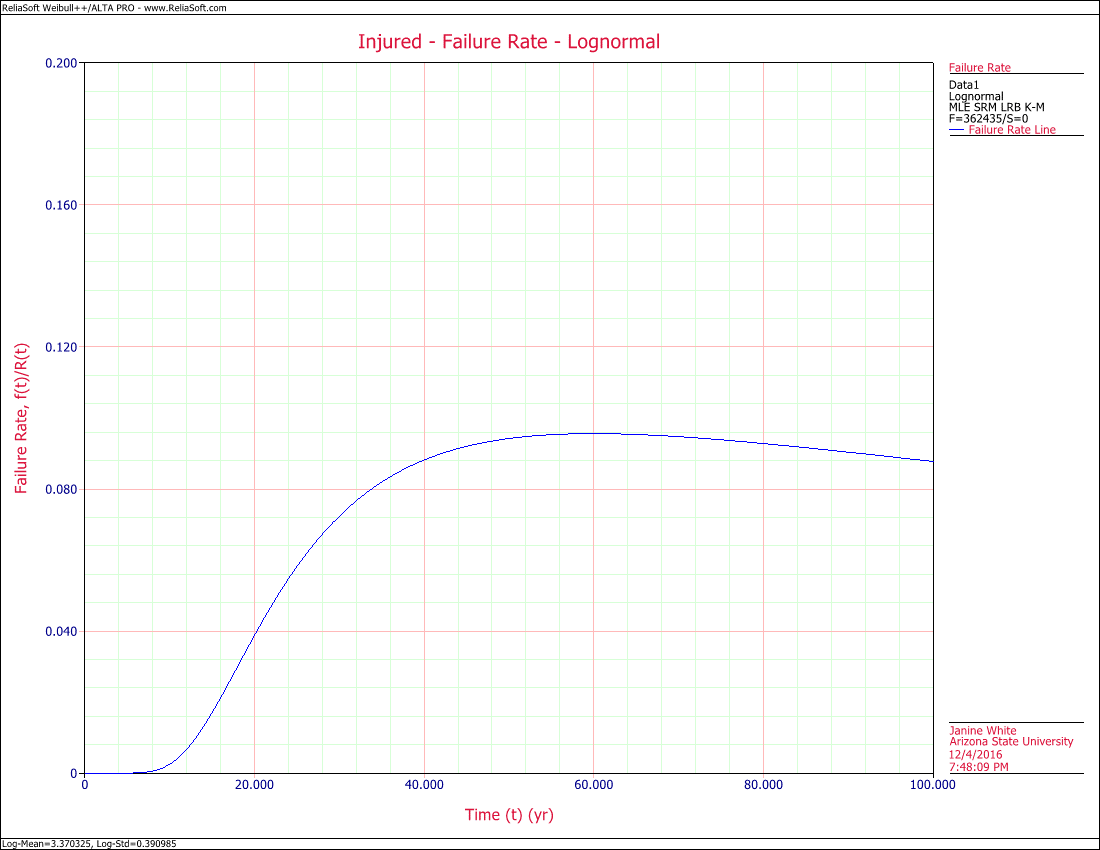 ReliaSoft Weibull++/ALTA PRO - www.ReliaSoft.com
Injured - Failure Rate - Lognormal
0.200
0.160
0.120
0.080
0.040
0
Failure Rate, f(t)/R(t)
0
20.000
40.000
60.000
80.000
100.000
Time (t) (yr)
Failure Rate
Data1
Lognormal
MLE SRM LRB K-M
F=362435/S=0
Failure Rate Line
Janine White
Arizona State University
12/4/2016
7:48:09 PM
Log-Mean=3.370325, Log-Std=0.390985